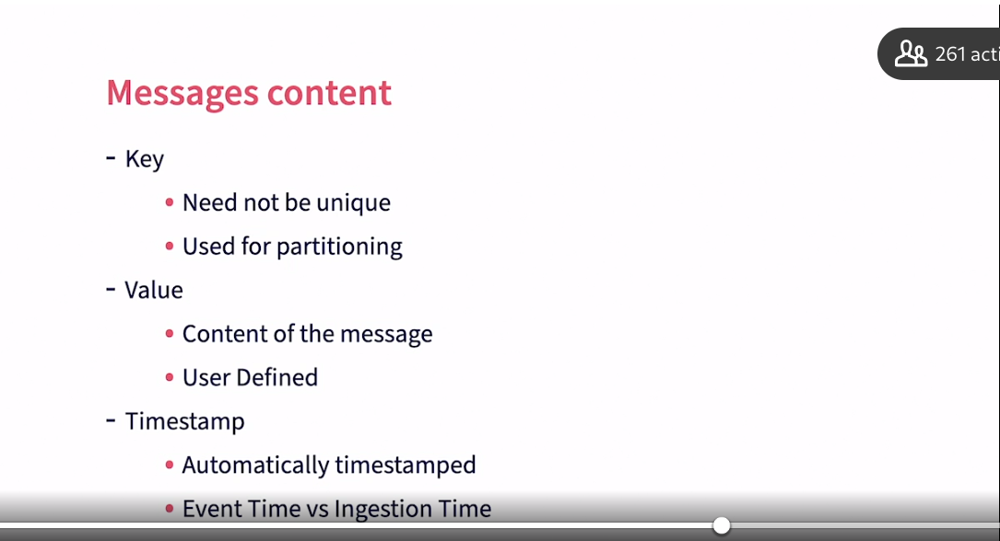 261 acti
Messages content
- Key
• Need not be unique
• Used for partitioning
- Value
• Content of the message
• User Defined
- Timestamp
• Automatically timestamped
• Event Time vs Ingestion Time